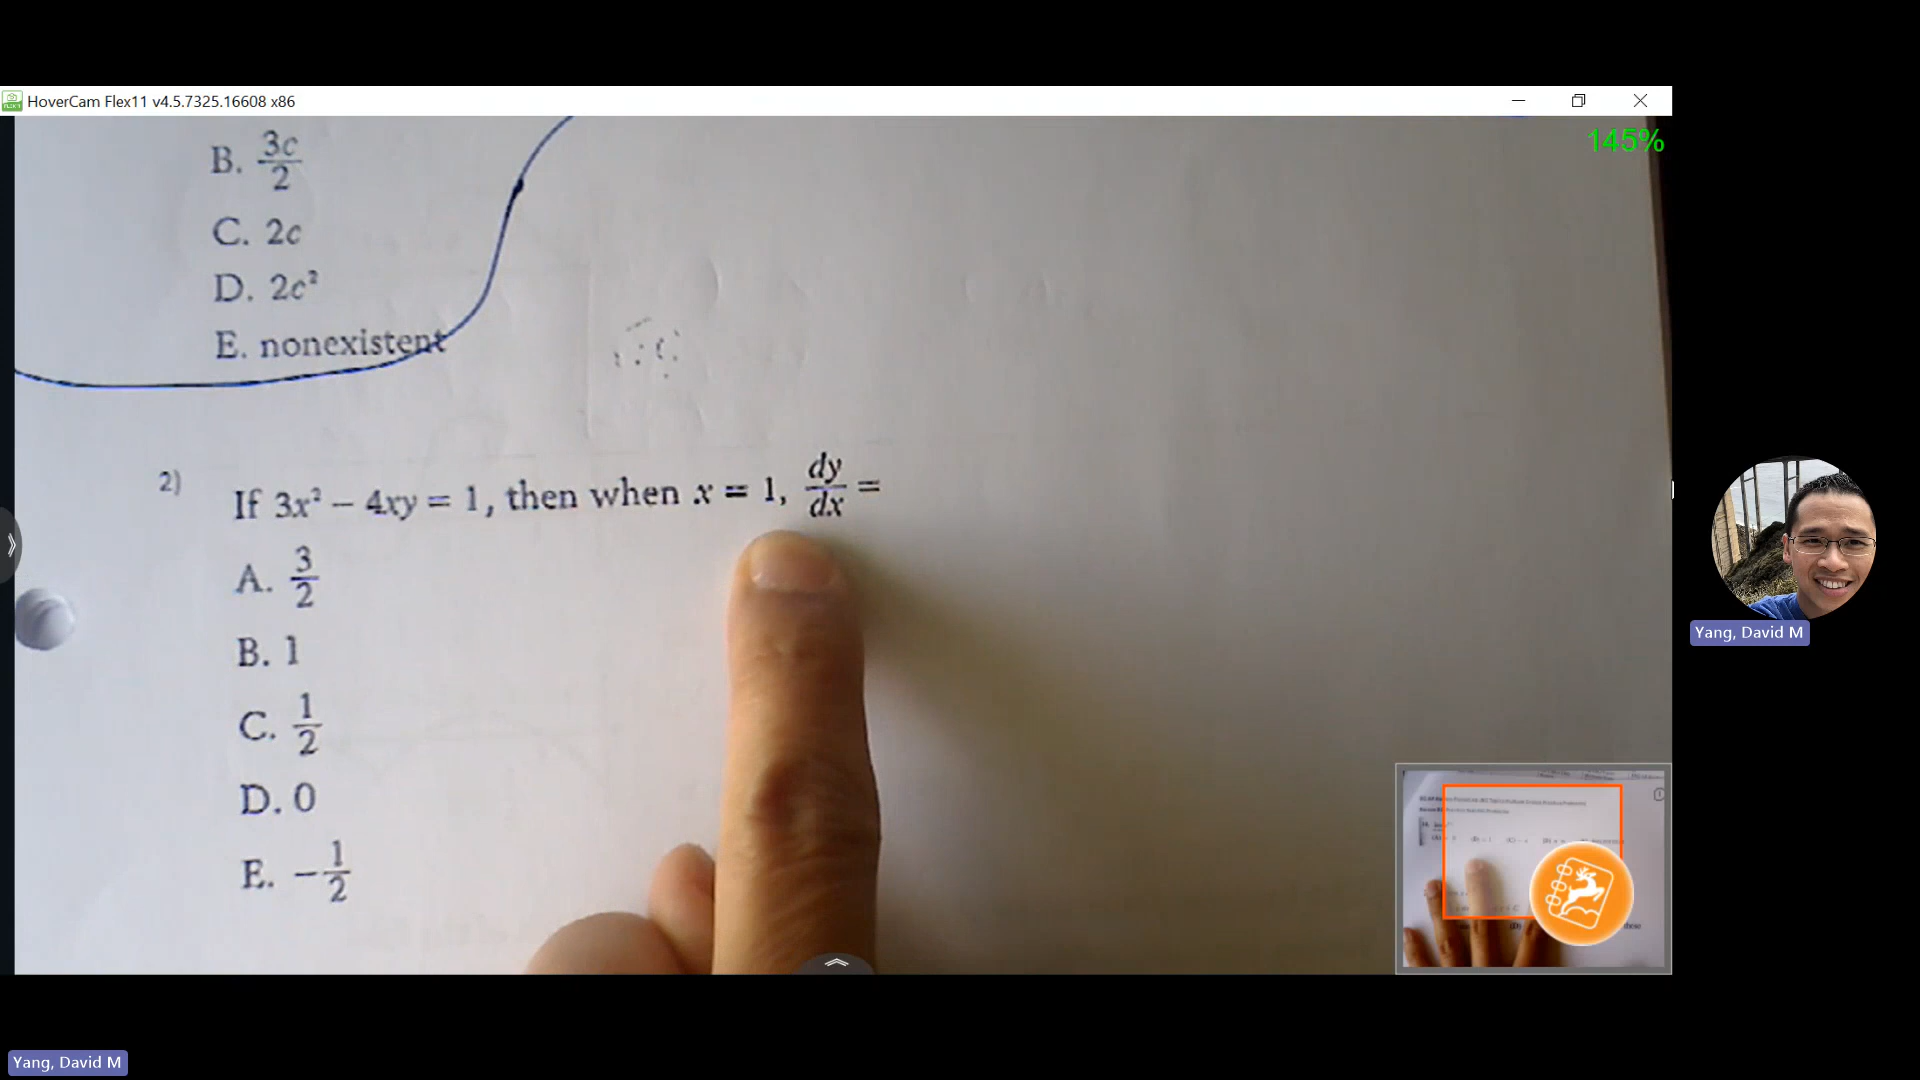 HoverCam Flex11 v4.5.7325.16608 x86
145%
B. 3c/2
C. 2c
D. 2c²
E. nonexistent
2) If 3x² − 4xy = 1, then when x = 1, dy/dx =
A. 3/2
B. 1
C. 1/2
D. 0
E. −1/2
Yang, David M
Yang, David M